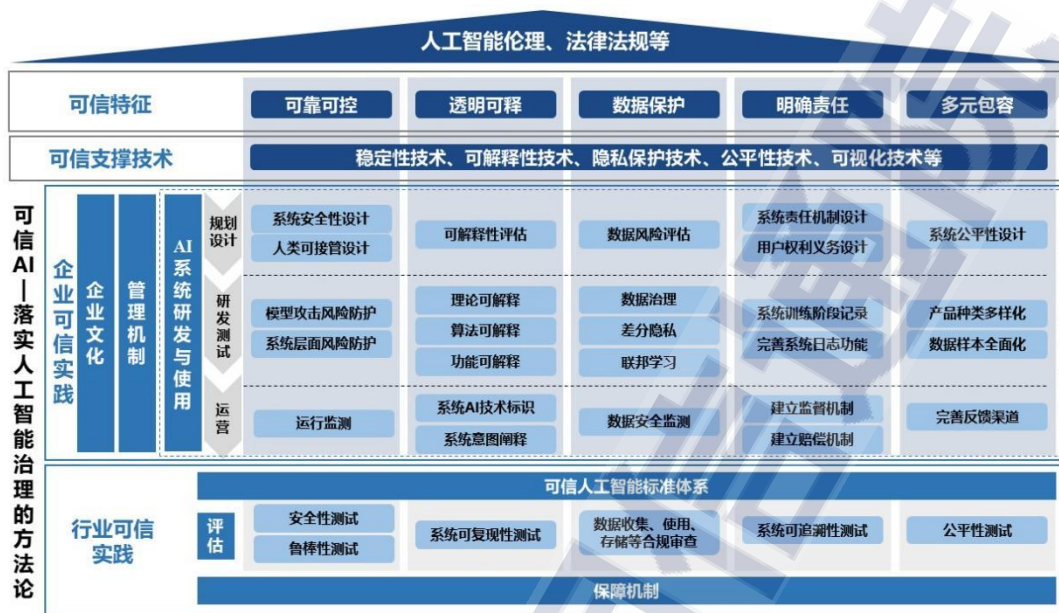 人工智能伦理、法律法规等
可信特征
可靠可控
透明可释
数据保护
明确责任
多元包容
可信支撑技术
稳定性技术、可解释性技术、隐私保护技术、公平性技术、可视化技术等
可信AI—落实人工智能治理的方法论
企业可信实践
企业文化
管理机制
AI系统研发与使用
规划
设计
系统安全性设计
人类可接管设计
可解释性评估
数据风险评估
系统责任机制设计
用户权利义务设计
系统公平性设计
研发测试
模型攻击风险防护
系统层面风险防护
理论可解释
算法可解释
功能可解释
数据治理
差分隐私
联邦学习
系统训练阶段记录
完善系统日志功能
产品种类多样化
数据样本全面化
运营
运行监测
系统AI技术标识
系统意图阐释
数据安全监测
建立监督机制
建立赔偿机制
完善反馈渠道
行业可信
实践
可信人工智能标准体系
评估
安全性测试
鲁棒性测试
系统可复现性测试
数据收集、使用、
存储等合规审查
系统可追溯性测试
公平性测试
保障机制